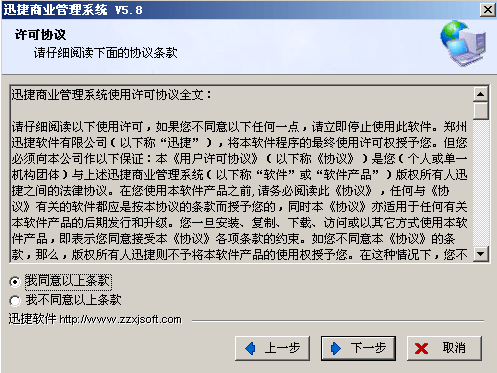 迅捷商业管理系统 V5.8
许可协议
请仔细阅读下面的协议条款
迅捷商业管理系统使用许可协议全文：
请仔细阅读以下使用许可，如果您不同意以下任何一点，请立即停止使用此软件。郑州
迅捷软件有限公司（以下称“迅捷”），将本软件程序的最终使用许可权授予您。但您
必须向本公司作以下保证：本《用户许可协议》（以下称《协议》）是您（个人或单一
机构团体）与上述迅捷商业管理系统（以下称“软件”或“软件产品”）版权所有人迅
捷之间的法律协议。在您使用本软件产品之前,请务必阅读此《协议》，任何与《协
议》有关的软件都应是按本协议的条款而授予您的，同时本《协议》亦适用于任何有关
本软件产品的后期发行和升级。您一旦安装、复制、下载、访问或以其它方式使用本软
件产品，即表示您同意接受本《协议》各项条款的约束。如您不同意本《协议》的条
款，那么，版权所有人迅捷则不予将本软件产品的使用权授予您。在这种情况下，您不
我同意以上条款
我不同意以上条款
迅捷软件 http://www.zzxjsoft.com
上一步 下一步 取消